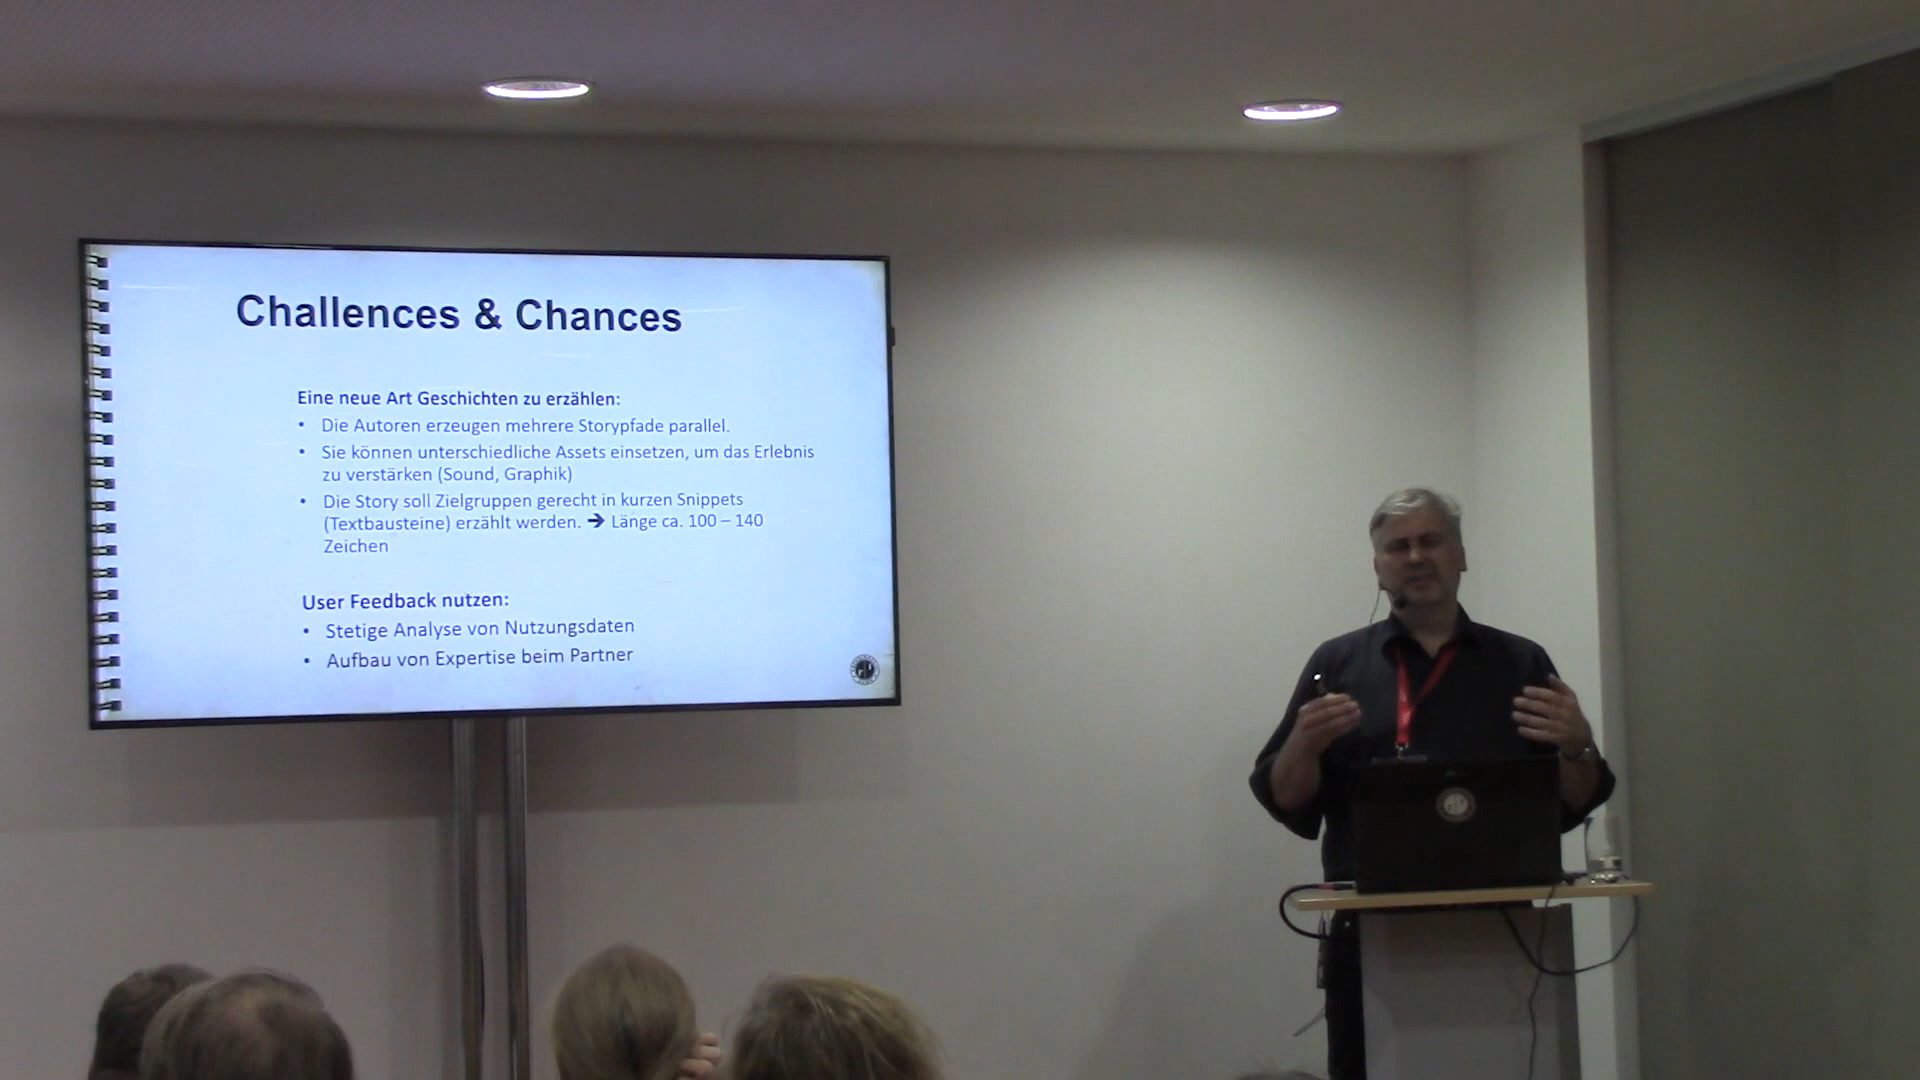 Challences & Chances
Eine neue Art Geschichten zu erzählen:
• Die Autoren erzeugen mehrere Storypfade parallel.
• Sie können unterschiedliche Assets einsetzen, um das Erlebnis
zu verstärken (Sound, Graphik)
• Die Story soll Zielgruppen gerecht in kurzen Snippets
(Textbausteine) erzählt werden. ➔ Länge ca. 100 – 140
Zeichen
User Feedback nutzen:
• Stetige Analyse von Nutzungsdaten
• Aufbau von Expertise beim Partner